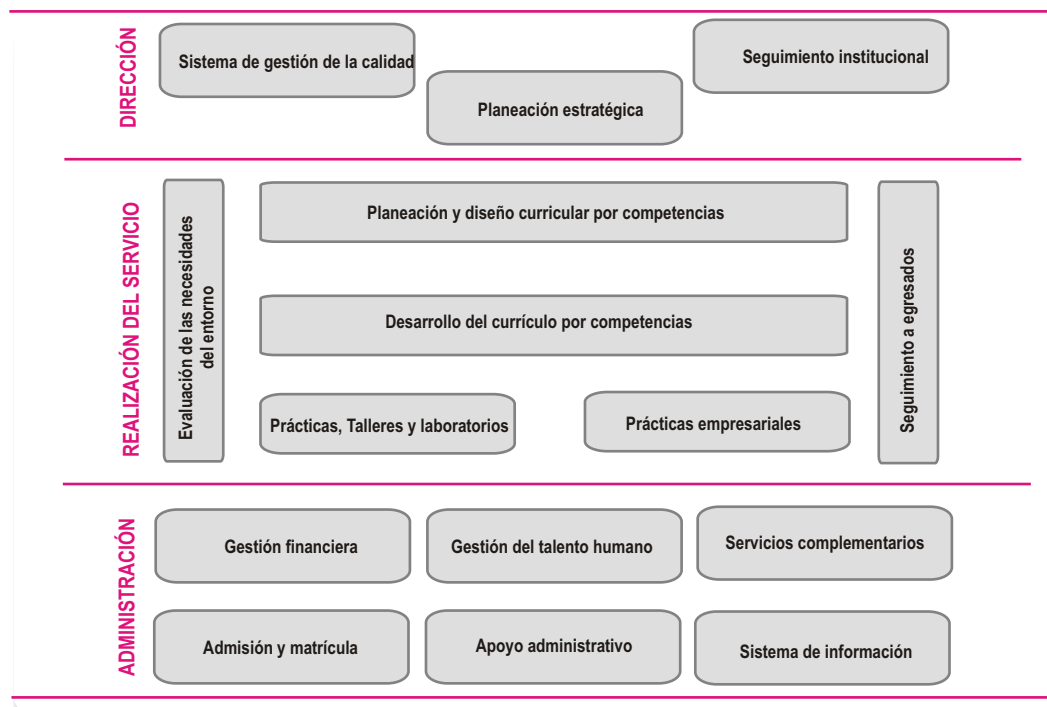 DIRECCIÓN
Sistema de gestión de la calidad
Planeación estratégica
Seguimiento institucional
REALIZACIÓN DEL SERVICIO
Evaluación de las necesidades
del entorno
Planeación y diseño curricular por competencias
Desarrollo del currículo por competencias
Prácticas, Talleres y laboratorios
Prácticas empresariales
Seguimiento a egresados
ADMINISTRACIÓN
Gestión financiera
Gestión del talento humano
Servicios complementarios
Admisión y matrícula
Apoyo administrativo
Sistema de información